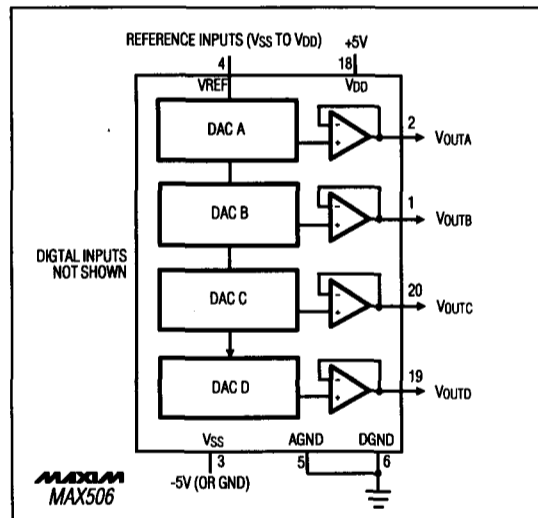 REFERENCE INPUTS (VSS TO VDD)
+5V
4
18
VREF
VDD
DAC A
2
VOUTA
DAC B
1
VOUTB
DIGTAL INPUTS
NOT SHOWN
DAC C
20
VOUTC
DAC D
19
VOUTD
VSS
AGND
DGND
3
5
6
-5V (OR GND)
MAXIM
MAX506
-
+
-
+
-
+
-
+